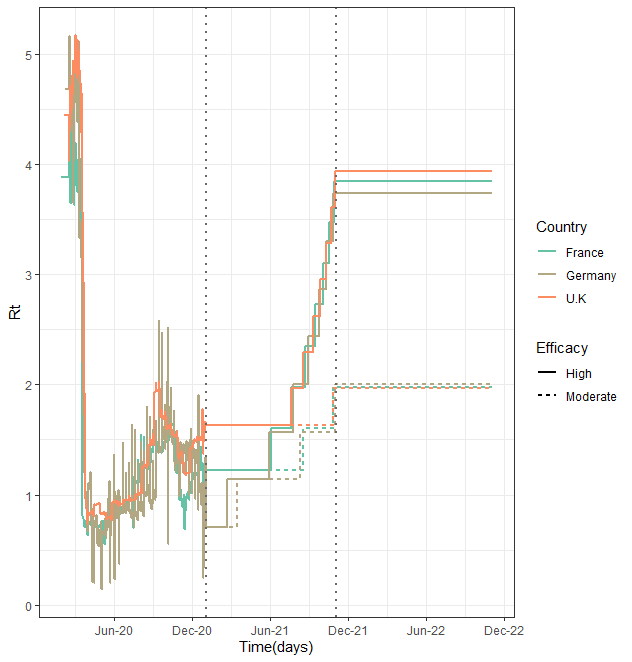 5
4
3
2
1
0
Rt
Jun-20 Dec-20 Jun-21 Dec-21 Jun-22 Dec-22
Time(days)
Country
France
Germany
U.K
Efficacy
High
Moderate